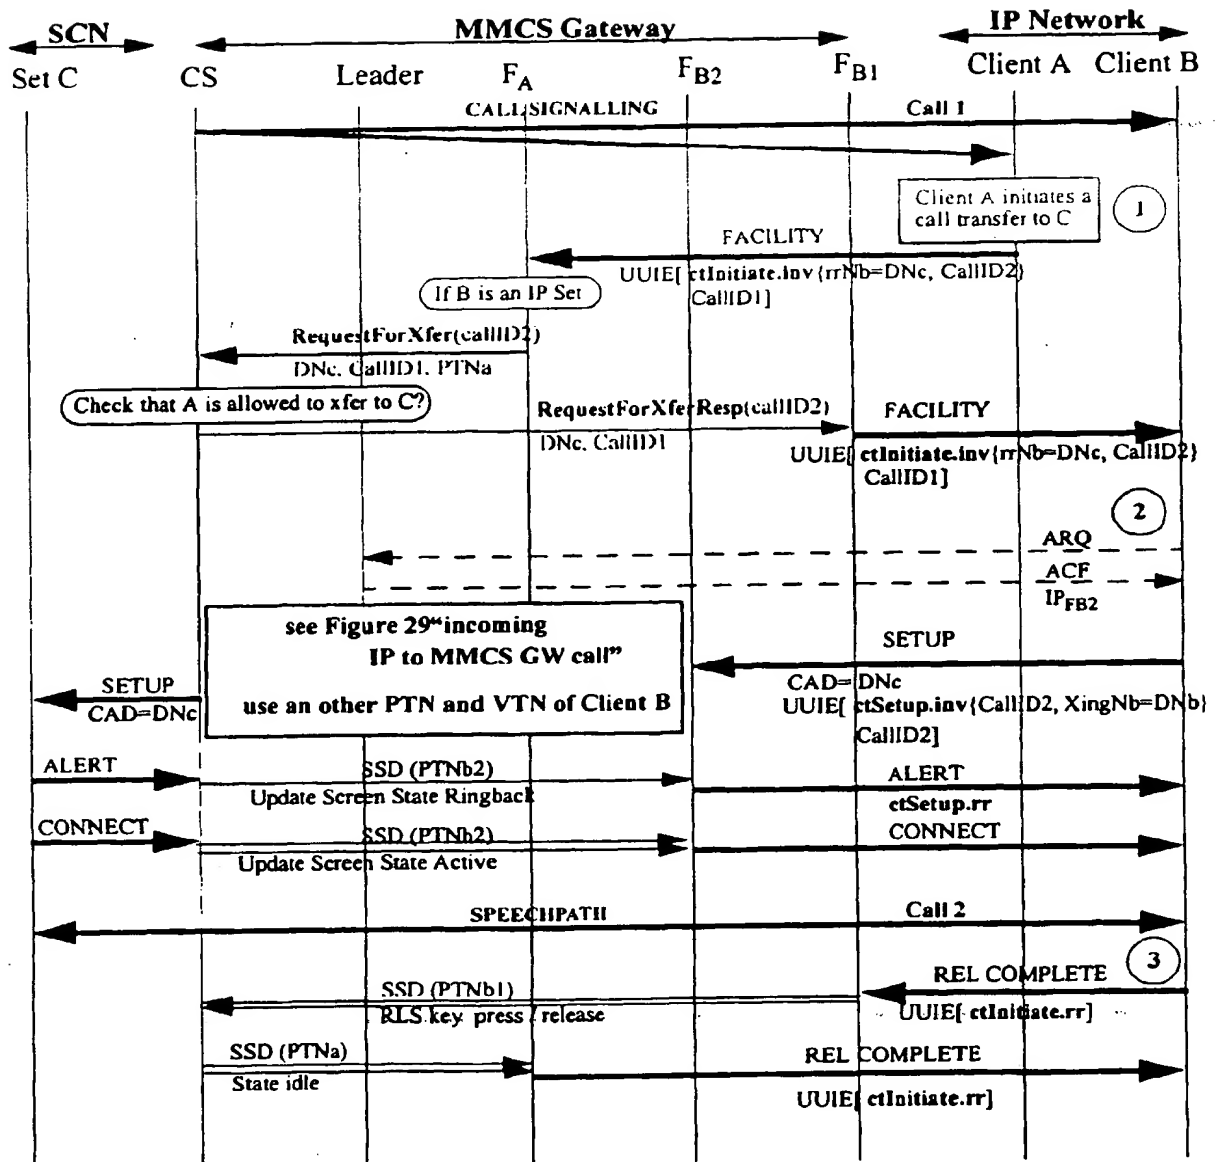 SCN MMCS Gateway IP Network
Set C CS Leader FA FB2 FB1 Client A Client B
CALL SIGNALLING Call 1
Client A initiates a
call transfer to C
1
FACILITY
UUIE[ ctInitiate.inv{rrNb=DNc, CallID2}
CallID1]
If B is an IP Set
RequestForXfer(callID2)
DNc, CallID1, PTNa
Check that A is allowed to xfer to C?
RequestForXferResp(callID2)
DNc, CallID1
FACILITY
UUIE[ ctInitiate.inv{rrNb=DNc, CallID2}
CallID1]
2
ARQ
ACF
IPFB2
see Figure 29“incoming
IP to MMCS GW call”
use an other PTN and VTN of Client B
SETUP
CAD=DNc
UUIE[ ctSetup.inv{CallID2, XingNb=DNb}
CallID2]
SETUP
CAD=DNc
ALERT
SSD (PTNb2)
Update Screen State Ringback
ALERT
ctSetup.rr
CONNECT
SSD (PTNb2)
Update Screen State Active
CONNECT
SPEECHPATH Call 2
3
REL COMPLETE
UUIE[ ctInitiate.rr]
SSD (PTNb1)
RLS key press / release
SSD (PTNa)
State idle
REL COMPLETE
UUIE[ ctInitiate.rr]